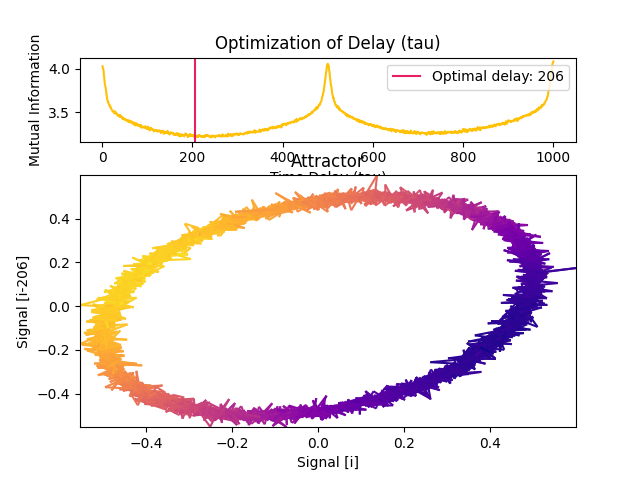 Optimization of Delay (tau)
Mutual Information
4.0
3.5
Optimal delay: 206
0
200
400
600
800
1000
Time Delay (tau)
Attractor
Signal [i-206]
0.4
0.2
0.0
−0.2
−0.4
−0.4
−0.2
0.0
0.2
0.4
Signal [i]